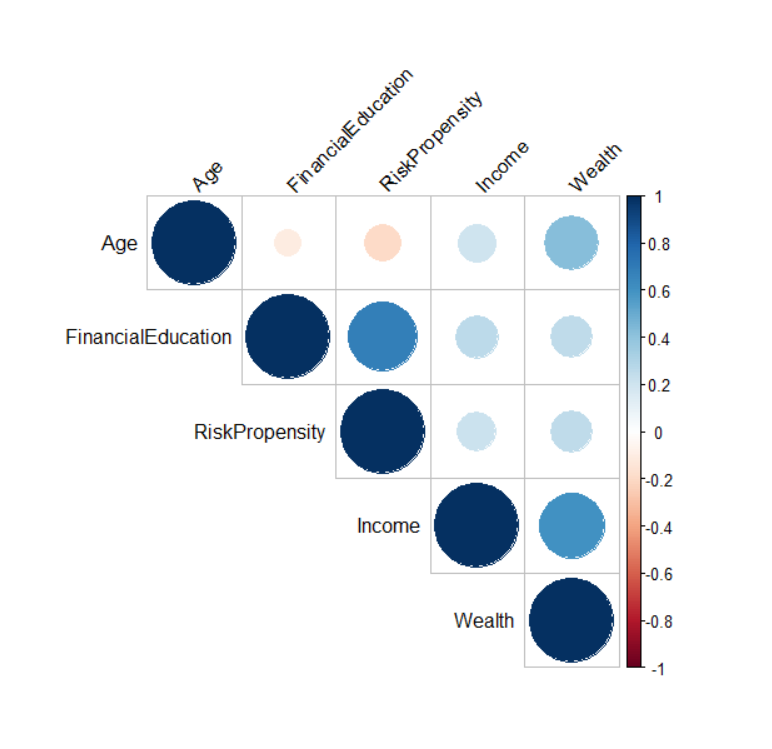 Age
FinancialEducation
RiskPropensity
Income
Wealth
Age
FinancialEducation
RiskPropensity
Income
Wealth
1
0.8
0.6
0.4
0.2
0
-0.2
-0.4
-0.6
-0.8
-1